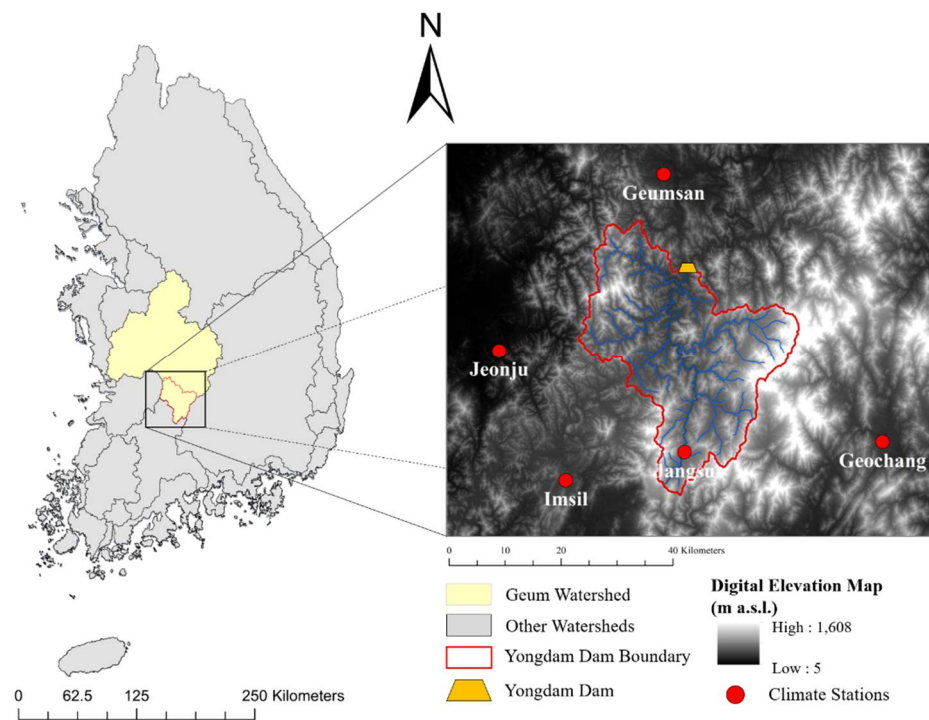 N
Geumsan
Jeonju
Jangsu
Geochang
Imsil
0 10 20 40 Kilometers
Geum Watershed
Other Watersheds
Yongdam Dam Boundary
Yongdam Dam
Digital Elevation Map
(m a.s.l.)
High : 1,608
Low : 5
Climate Stations
0 62.5 125 250 Kilometers